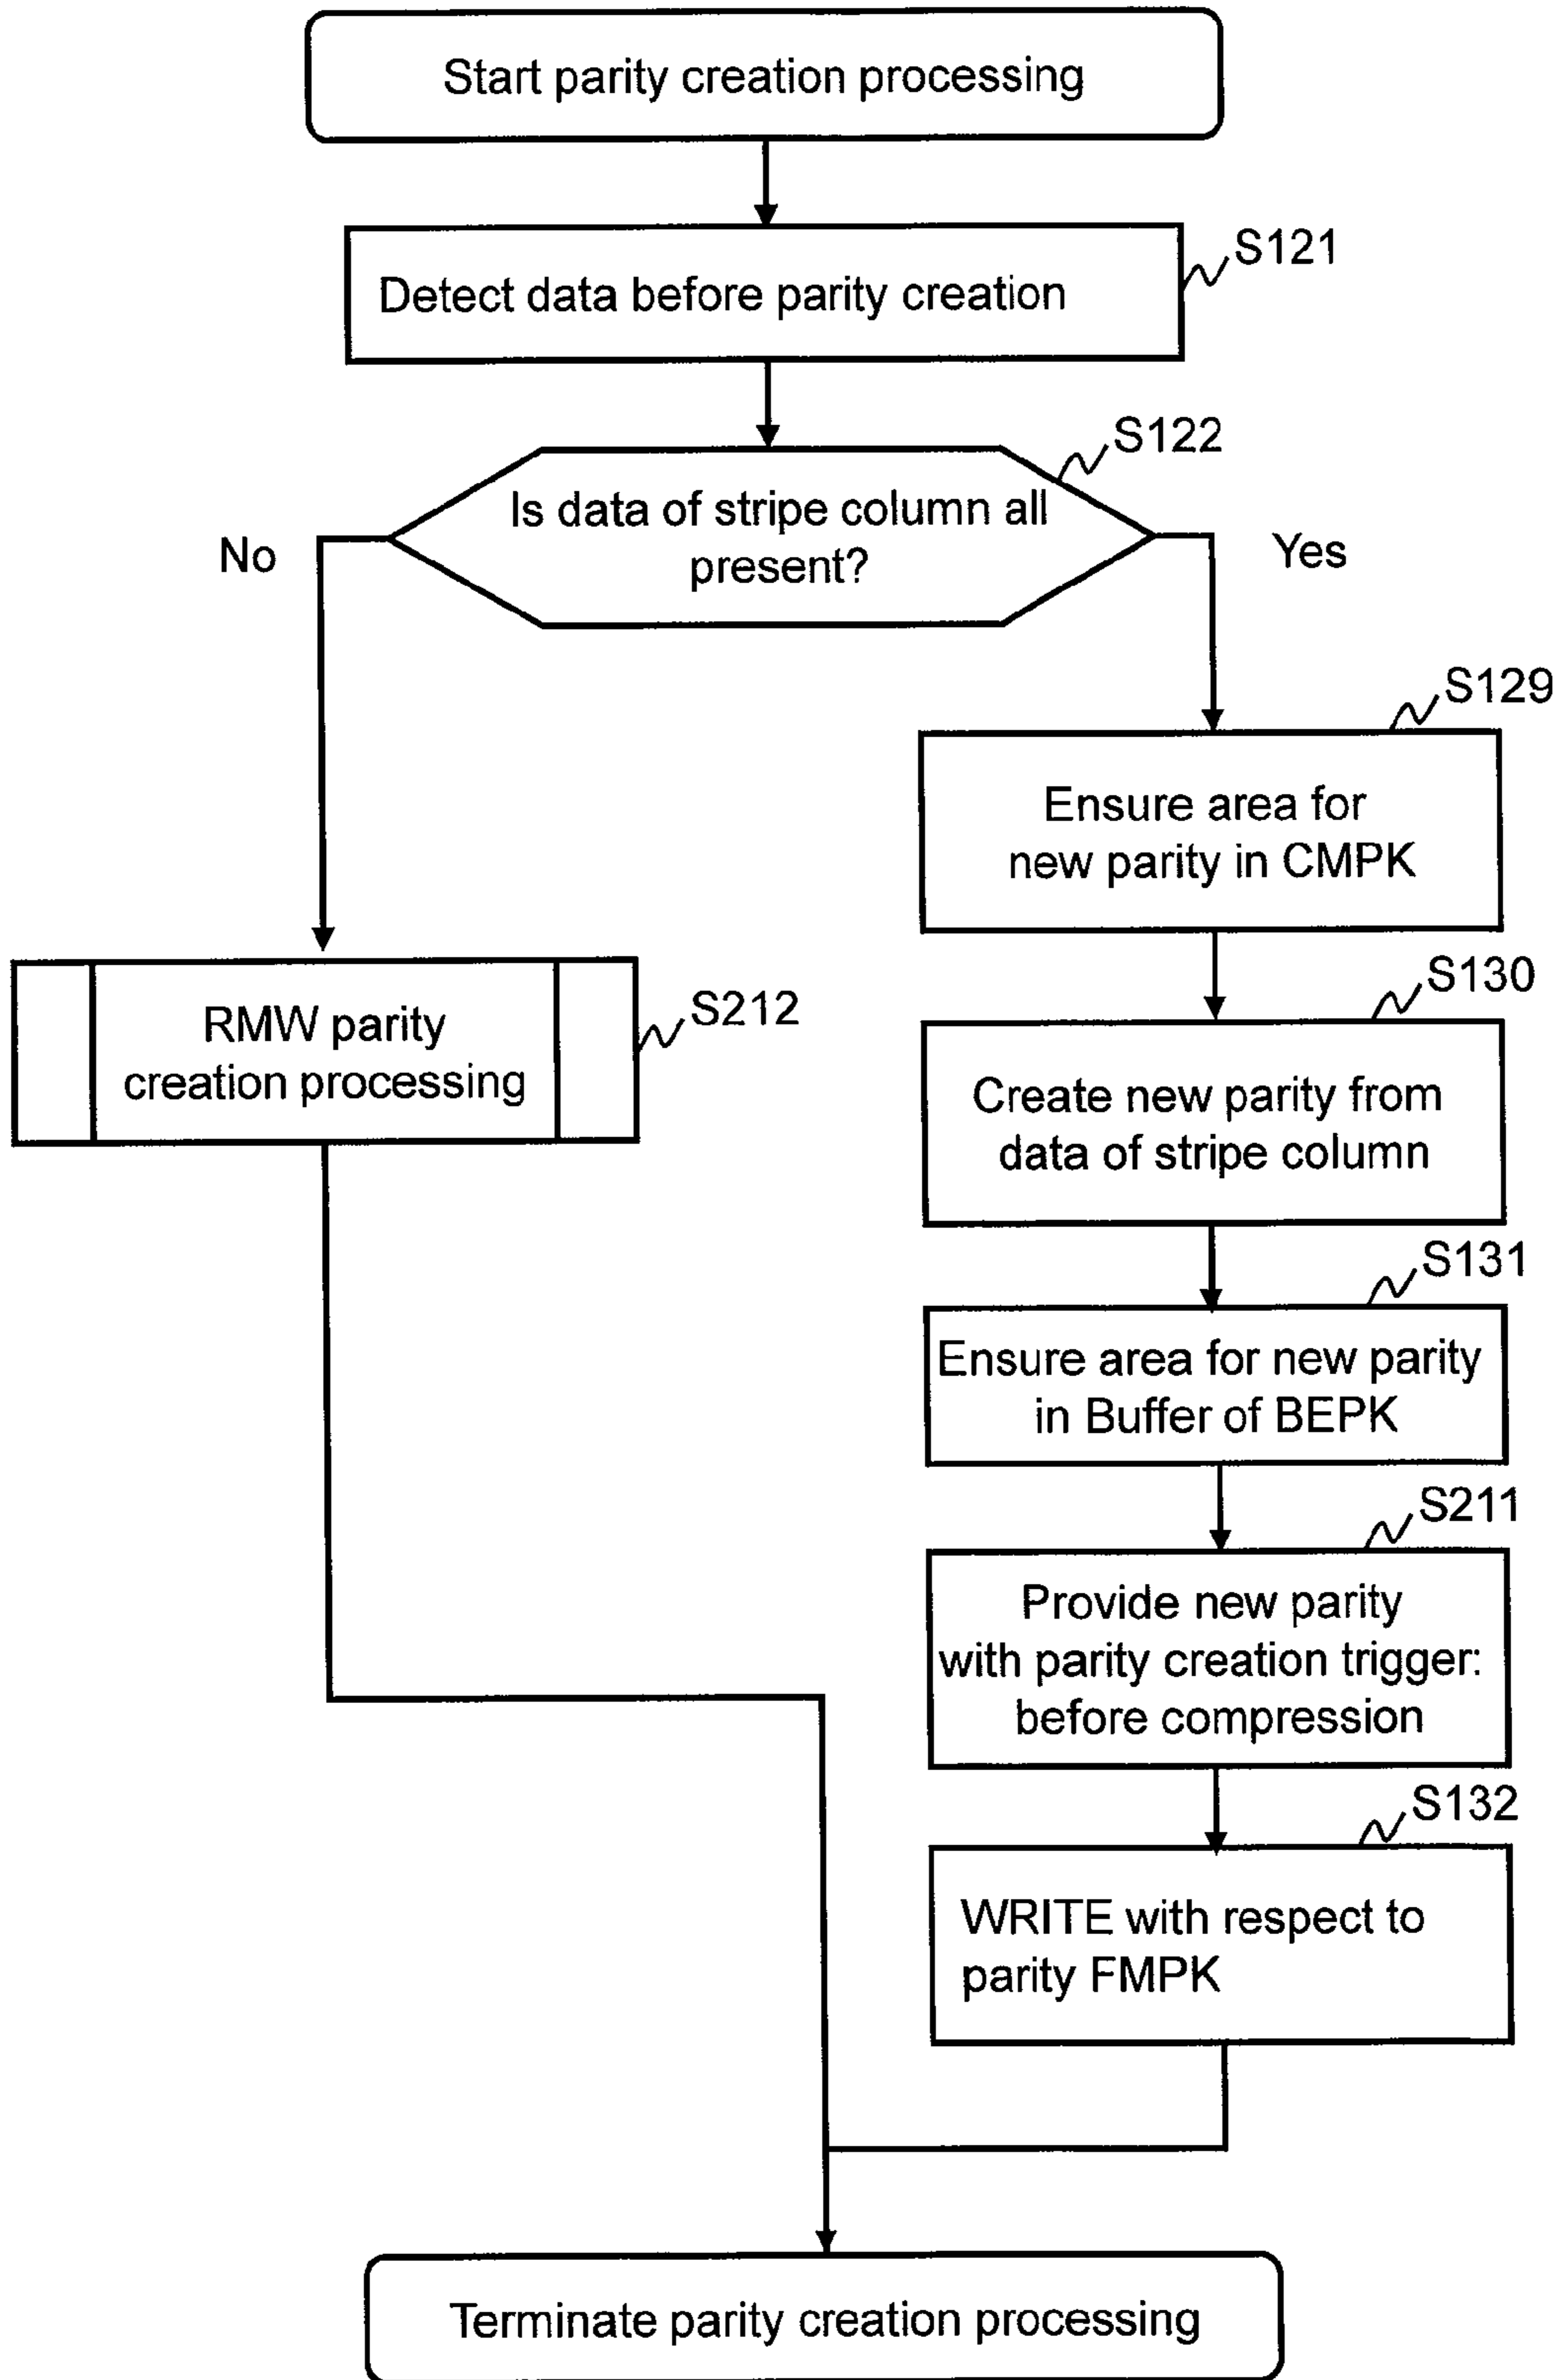 Start parity creation processing
S121
Detect data before parity creation
S122
Is data of stripe column all
present?
No
Yes
S129
Ensure area for
new parity in CMPK
S130
Create new parity from
data of stripe column
RMW parity
creation processing
S212
S131
Ensure area for new parity
in Buffer of BEPK
S211
Provide new parity
with parity creation trigger:
before compression
S132
WRITE with respect to
parity FMPK
Terminate parity creation processing